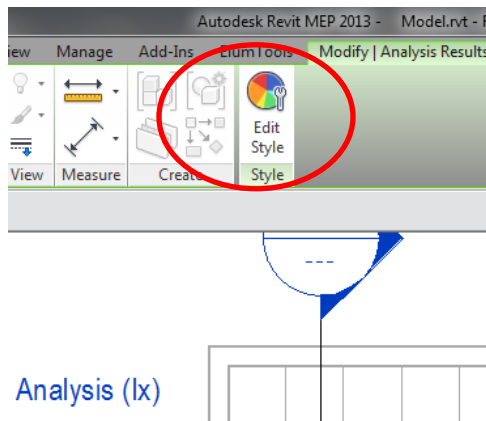 Autodesk Revit MEP 2013 - Model.rvt -
iew Manage Add-Ins ElumTools Modify | Analysis Results
Edit
Style
View Measure Create Style
---
Analysis (lx)